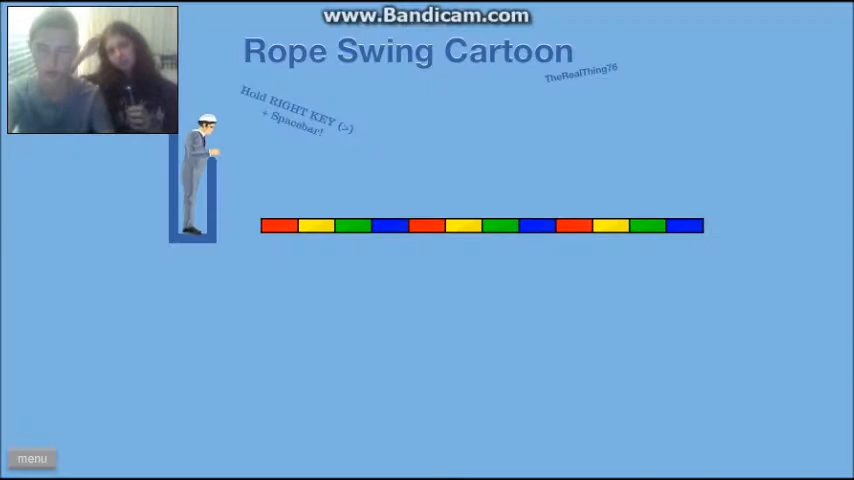 www.Bandicam.com
Rope Swing Cartoon
TheRealThing76
Hold RIGHT KEY (>)
+ Spacebar!
menu